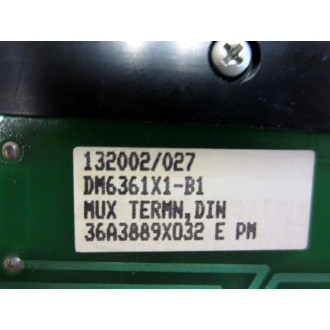 132002/027
DM6361X1-B1
MUX TERMN,DIN
36A3889X032 E PM